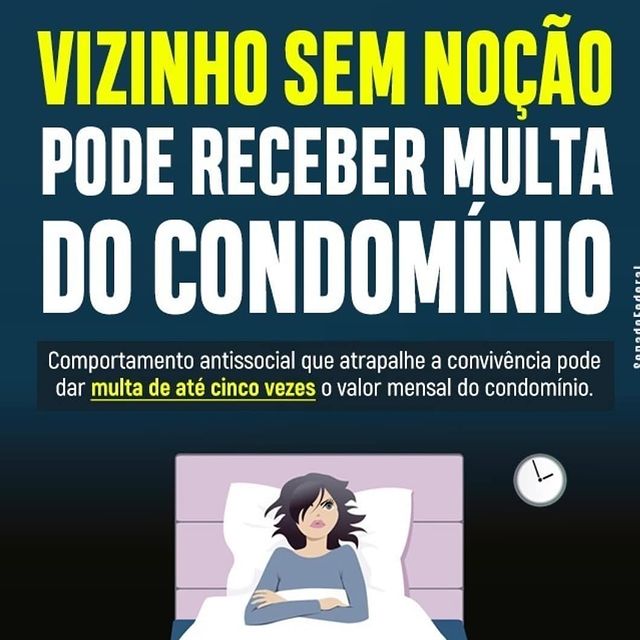 VIZINHO SEM NOÇÃO
PODE RECEBER MULTA
DO CONDOMÍNIO
Comportamento antissocial que atrapalhe a convivência pode
dar multa de até cinco vezes o valor mensal do condomínio.
SenadoFederal